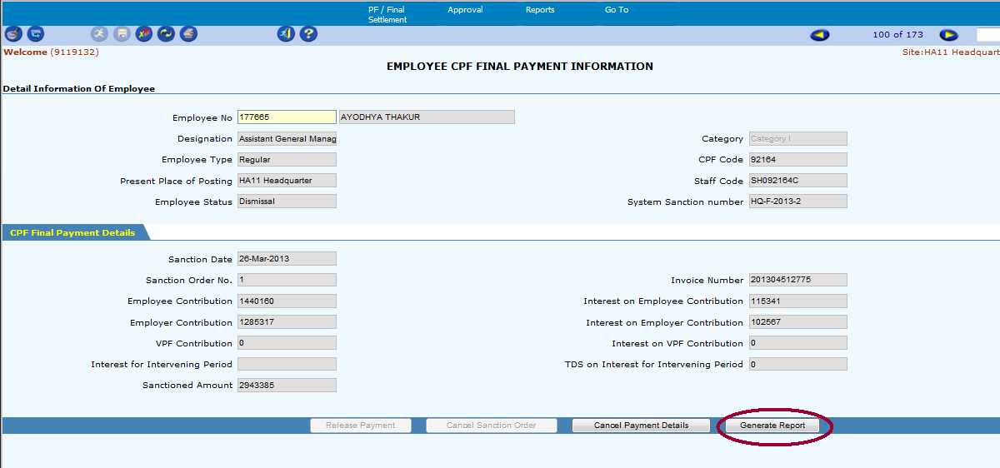 PF / Final Settlement Approval Reports Go To
100 of 173
Welcome (9119132) Site:HA11 Headquart
EMPLOYEE CPF FINAL PAYMENT INFORMATION
Detail Information Of Employee
Employee No 177665 AYODHYA THAKUR
Designation Assistant General Manag Category Category I
Employee Type Regular CPF Code 92164
Present Place of Posting HA11 Headquarter Staff Code SH092164C
Employee Status Dismissal System Sanction number HQ-F-2013-2
CPF Final Payment Details
Sanction Date 26-Mar-2013
Sanction Order No. 1 Invoice Number 201304512775
Employee Contribution 1440160 Interest on Employee Contribution 115341
Employer Contribution 1285317 Interest on Employer Contribution 102567
VPF Contribution 0 Interest on VPF Contribution 0
Interest for Intervening Period TDS on Interest for Intervening Period 0
Sanctioned Amount 2943385
Release Payment Cancel Sanction Order Cancel Payment Details Generate Report